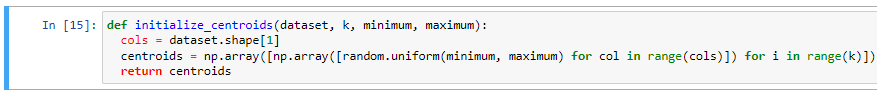 In [15]: def initialize_centroids(dataset, k, minimum, maximum):
cols = dataset.shape[1]
centroids = np.array([np.array([random.uniform(minimum, maximum) for col in range(cols)]) for i in range(k)])
return centroids